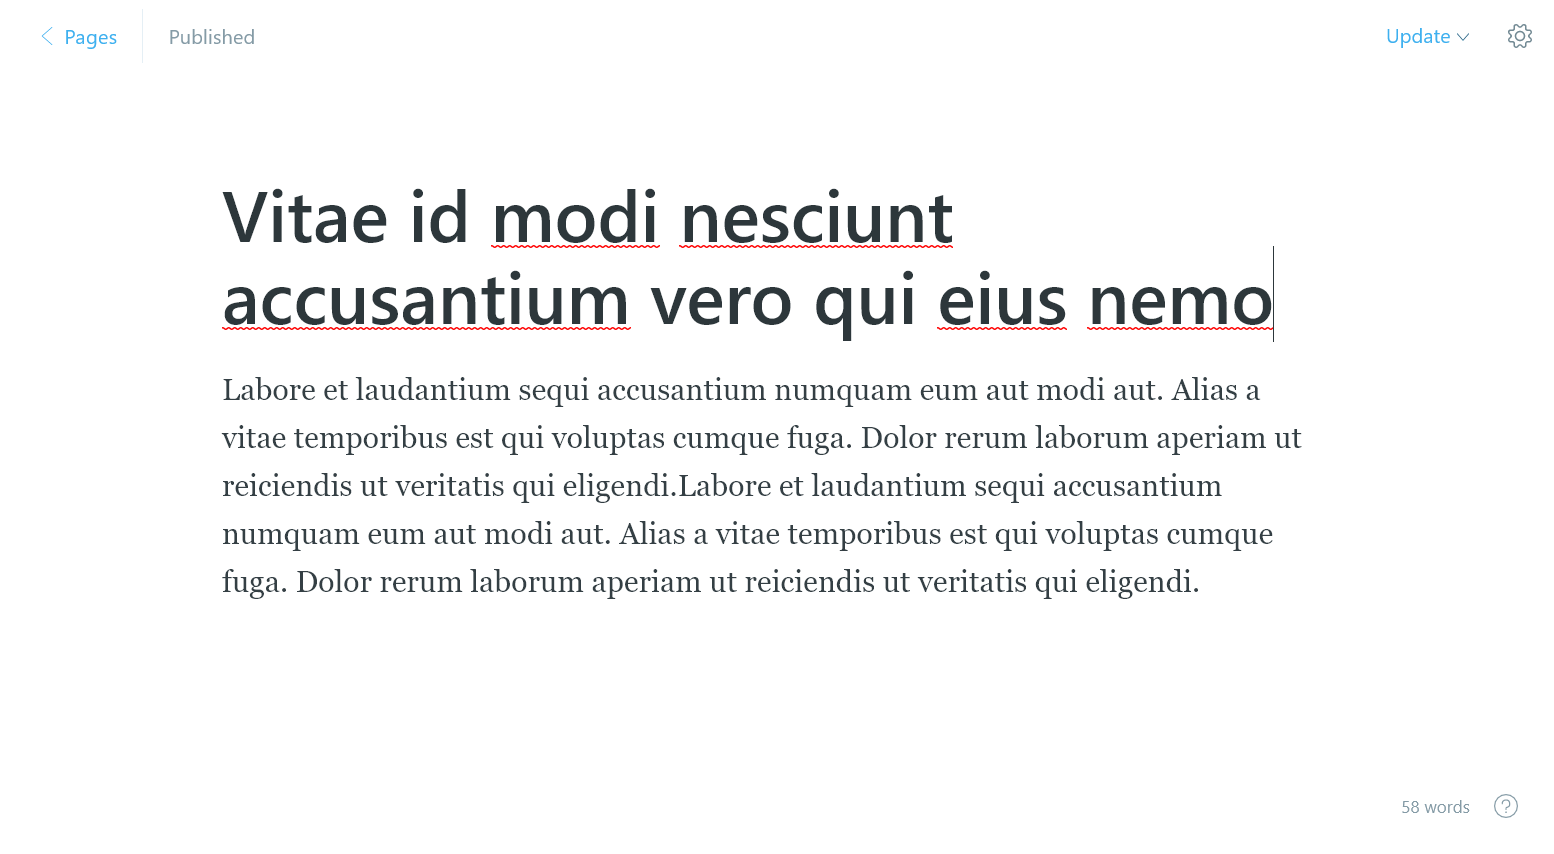 Pages
Published
Update
Vitae id modi nesciunt
accusantium vero qui eius nemo
Labore et laudantium sequi accusantium numquam eum aut modi aut. Alias a
vitae temporibus est qui voluptas cumque fuga. Dolor rerum laborum aperiam ut
reiciendis ut veritatis qui eligendi.Labore et laudantium sequi accusantium
numquam eum aut modi aut. Alias a vitae temporibus est qui voluptas cumque
fuga. Dolor rerum laborum aperiam ut reiciendis ut veritatis qui eligendi.
58 words
?